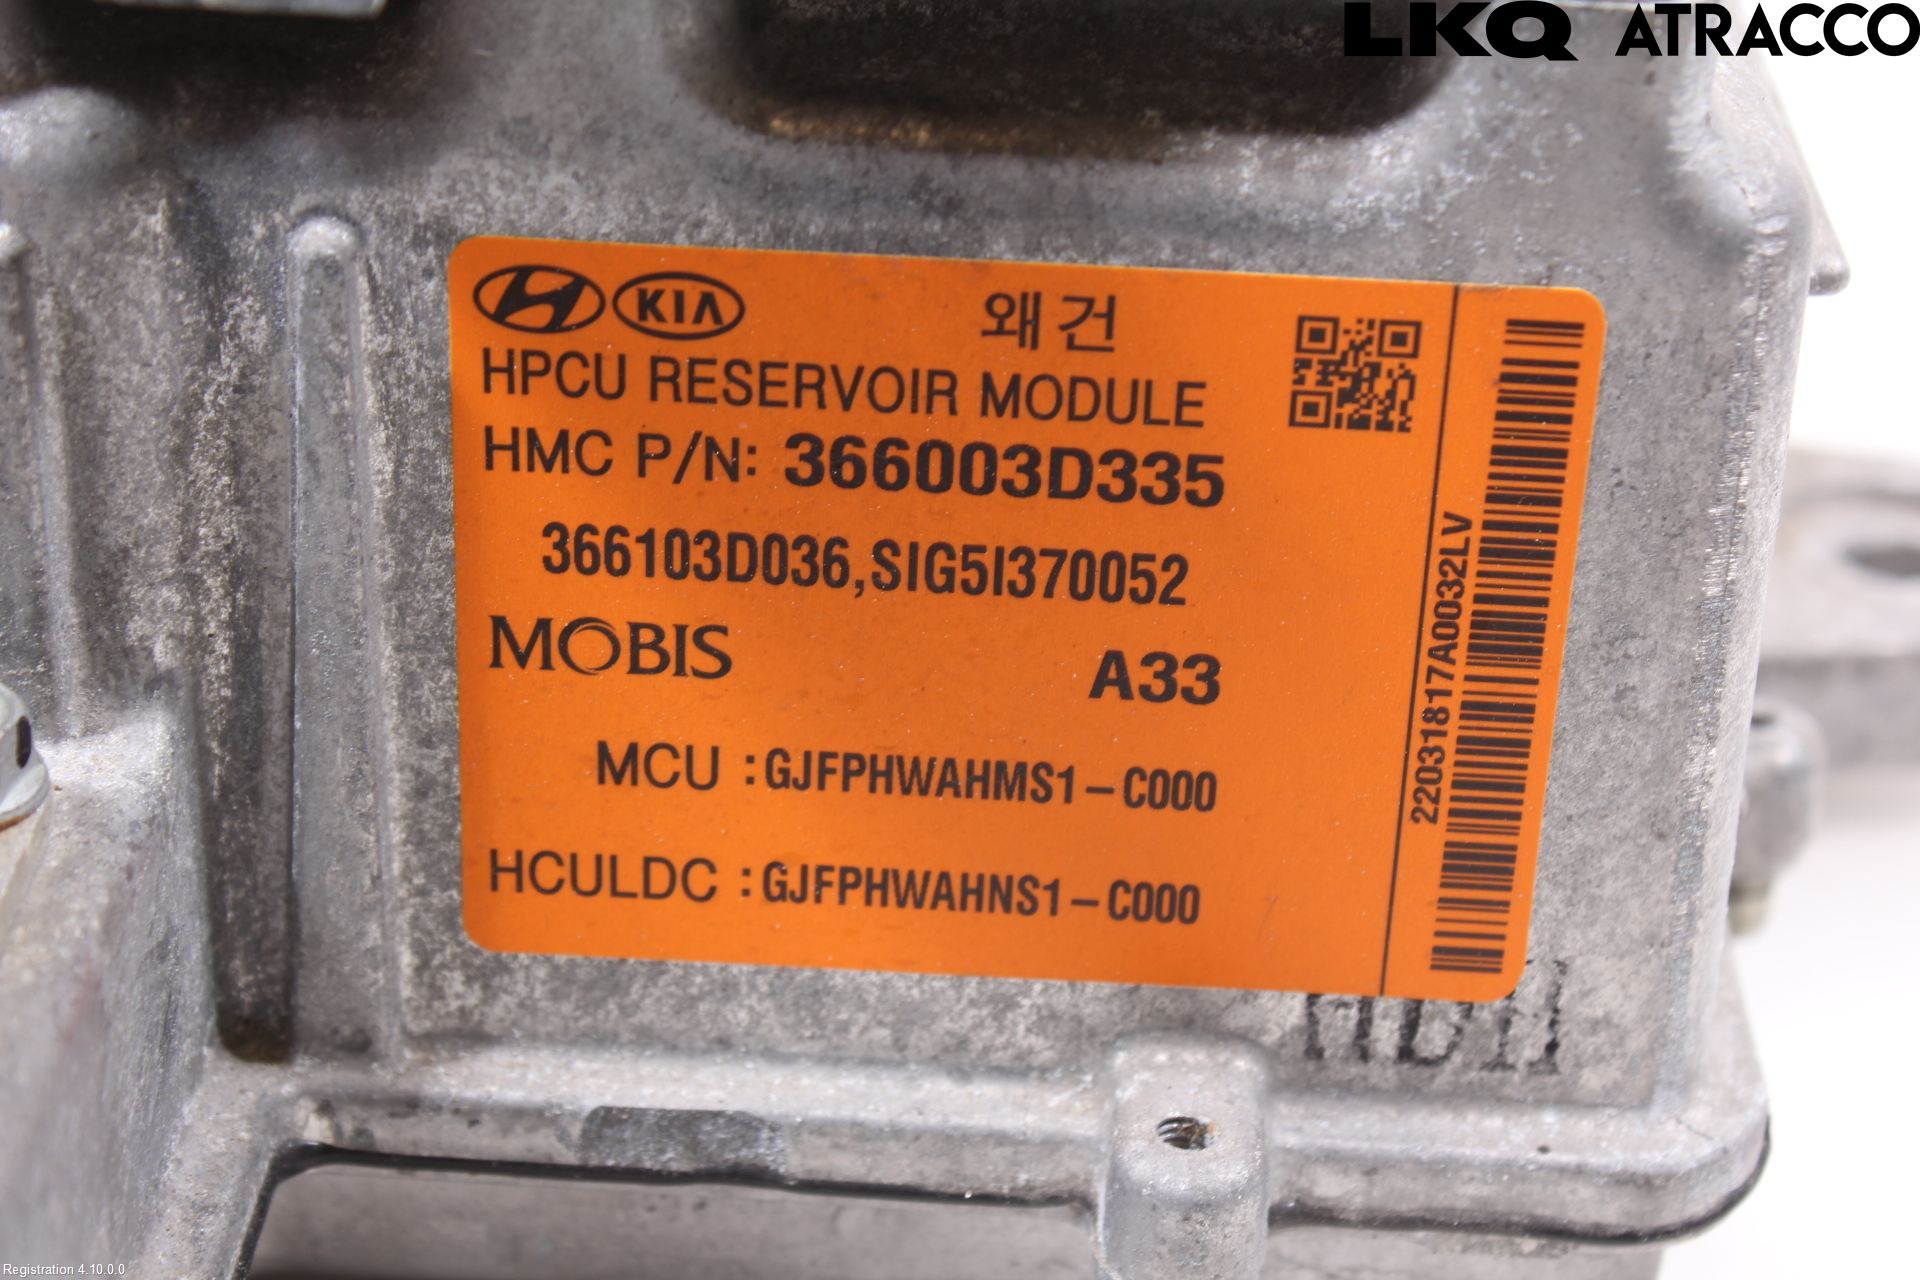 LKQ ATRACCO
KIA
왜건
HPCU RESERVOIR MODULE
HMC P/N: 366003D335
366103D036,SIG5I370052
MOBIS
A33
MCU :GJFPHWAHMS1-C000
HCULDC :GJFPHWAHNS1-C000
22031817A0032LV
Registration 4.10.0.0